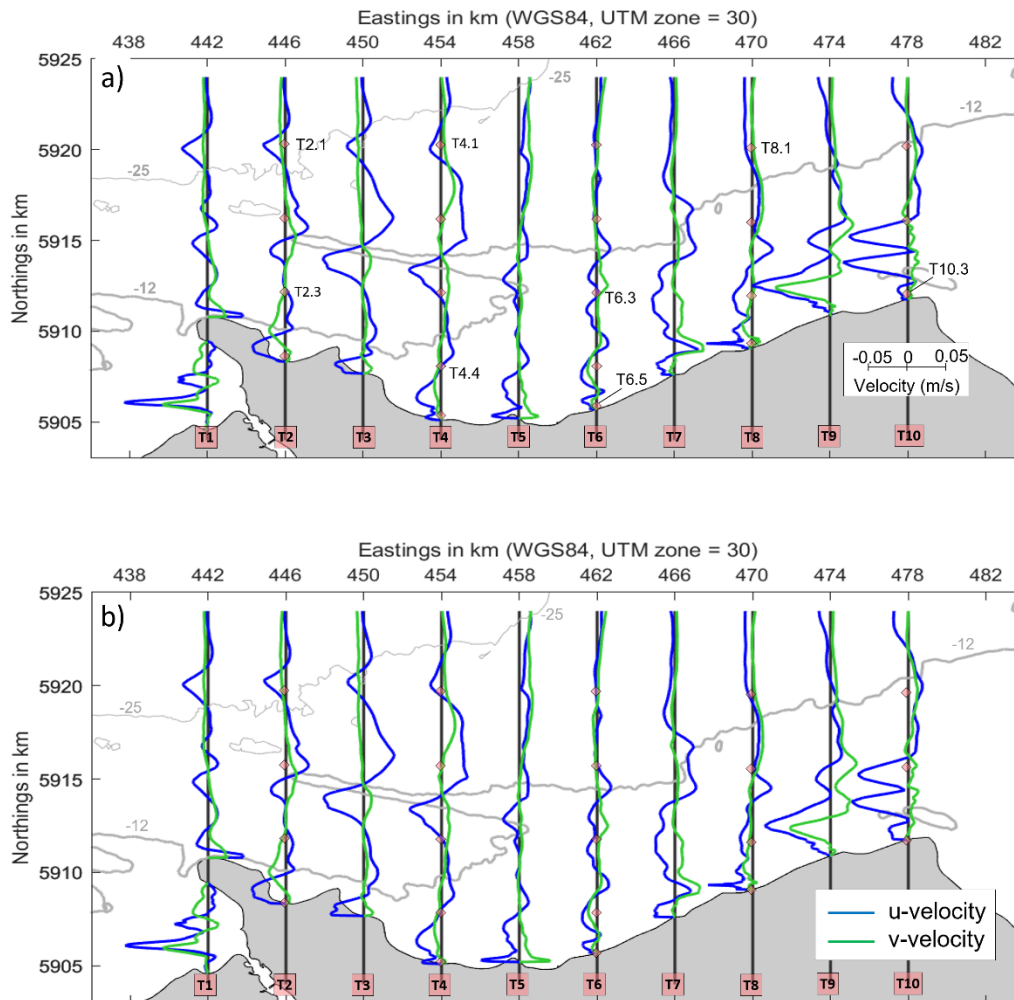 Eastings in km (WGS84, UTM zone = 30)
438 442 446 450 454 458 462 466 470 474 478 482
5925
a)
-25
-12
5920
T2.1
T4.1
T8.1
-25
0
Northings in km
5915
T10.3
T2.3
T6.3
-12
5910
-0.05 0 0.05
Velocity (m/s)
T4.4
T6.5
5905
T1 T2 T3 T4 T5 T6 T7 T8 T9 T10
Eastings in km (WGS84, UTM zone = 30)
438 442 446 450 454 458 462 466 470 474 478 482
5925
b)
-25
-12
5920
-25
0
Northings in km
5915
-12
5910
u-velocity
v-velocity
5905
T1 T2 T3 T4 T5 T6 T7 T8 T9 T10